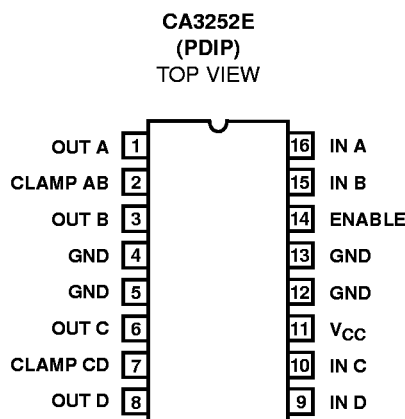 CA3252E
(PDIP)
TOP VIEW
OUT A 1 16 IN A
CLAMP AB 2 15 IN B
OUT B 3 14 ENABLE
GND 4 13 GND
GND 5 12 GND
OUT C 6 11 VCC
CLAMP CD 7 10 IN C
OUT D 8 9 IN D